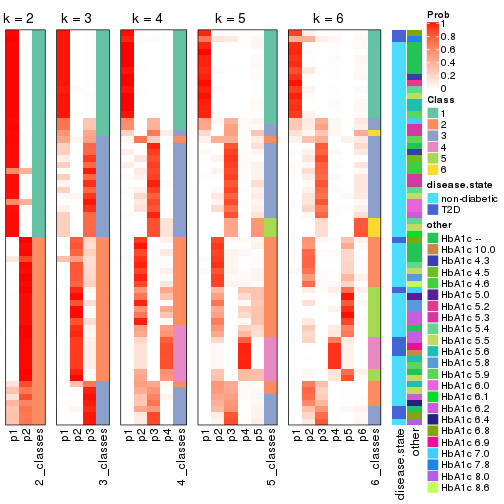 k = 2
k = 3
k = 4
k = 5
k = 6
p1
p2
2_classes
p1
p2
p3
3_classes
p1
p2
p3
p4
4_classes
p1
p2
p3
p4
p5
5_classes
p1
p2
p3
p4
p5
p6
6_classes
disease.state
other
Prob
1
0.8
0.6
0.4
0.2
0
Class
1
2
3
4
5
6
disease.state
non-diabetic
T2D
other
HbA1c --
HbA1c 10.0
HbA1c 4.3
HbA1c 4.5
HbA1c 4.6
HbA1c 5.0
HbA1c 5.2
HbA1c 5.3
HbA1c 5.4
HbA1c 5.5
HbA1c 5.6
HbA1c 5.8
HbA1c 5.9
HbA1c 6.0
HbA1c 6.1
HbA1c 6.2
HbA1c 6.4
HbA1c 6.8
HbA1c 6.9
HbA1c 7.0
HbA1c 7.8
HbA1c 8.0
HbA1c 8.6